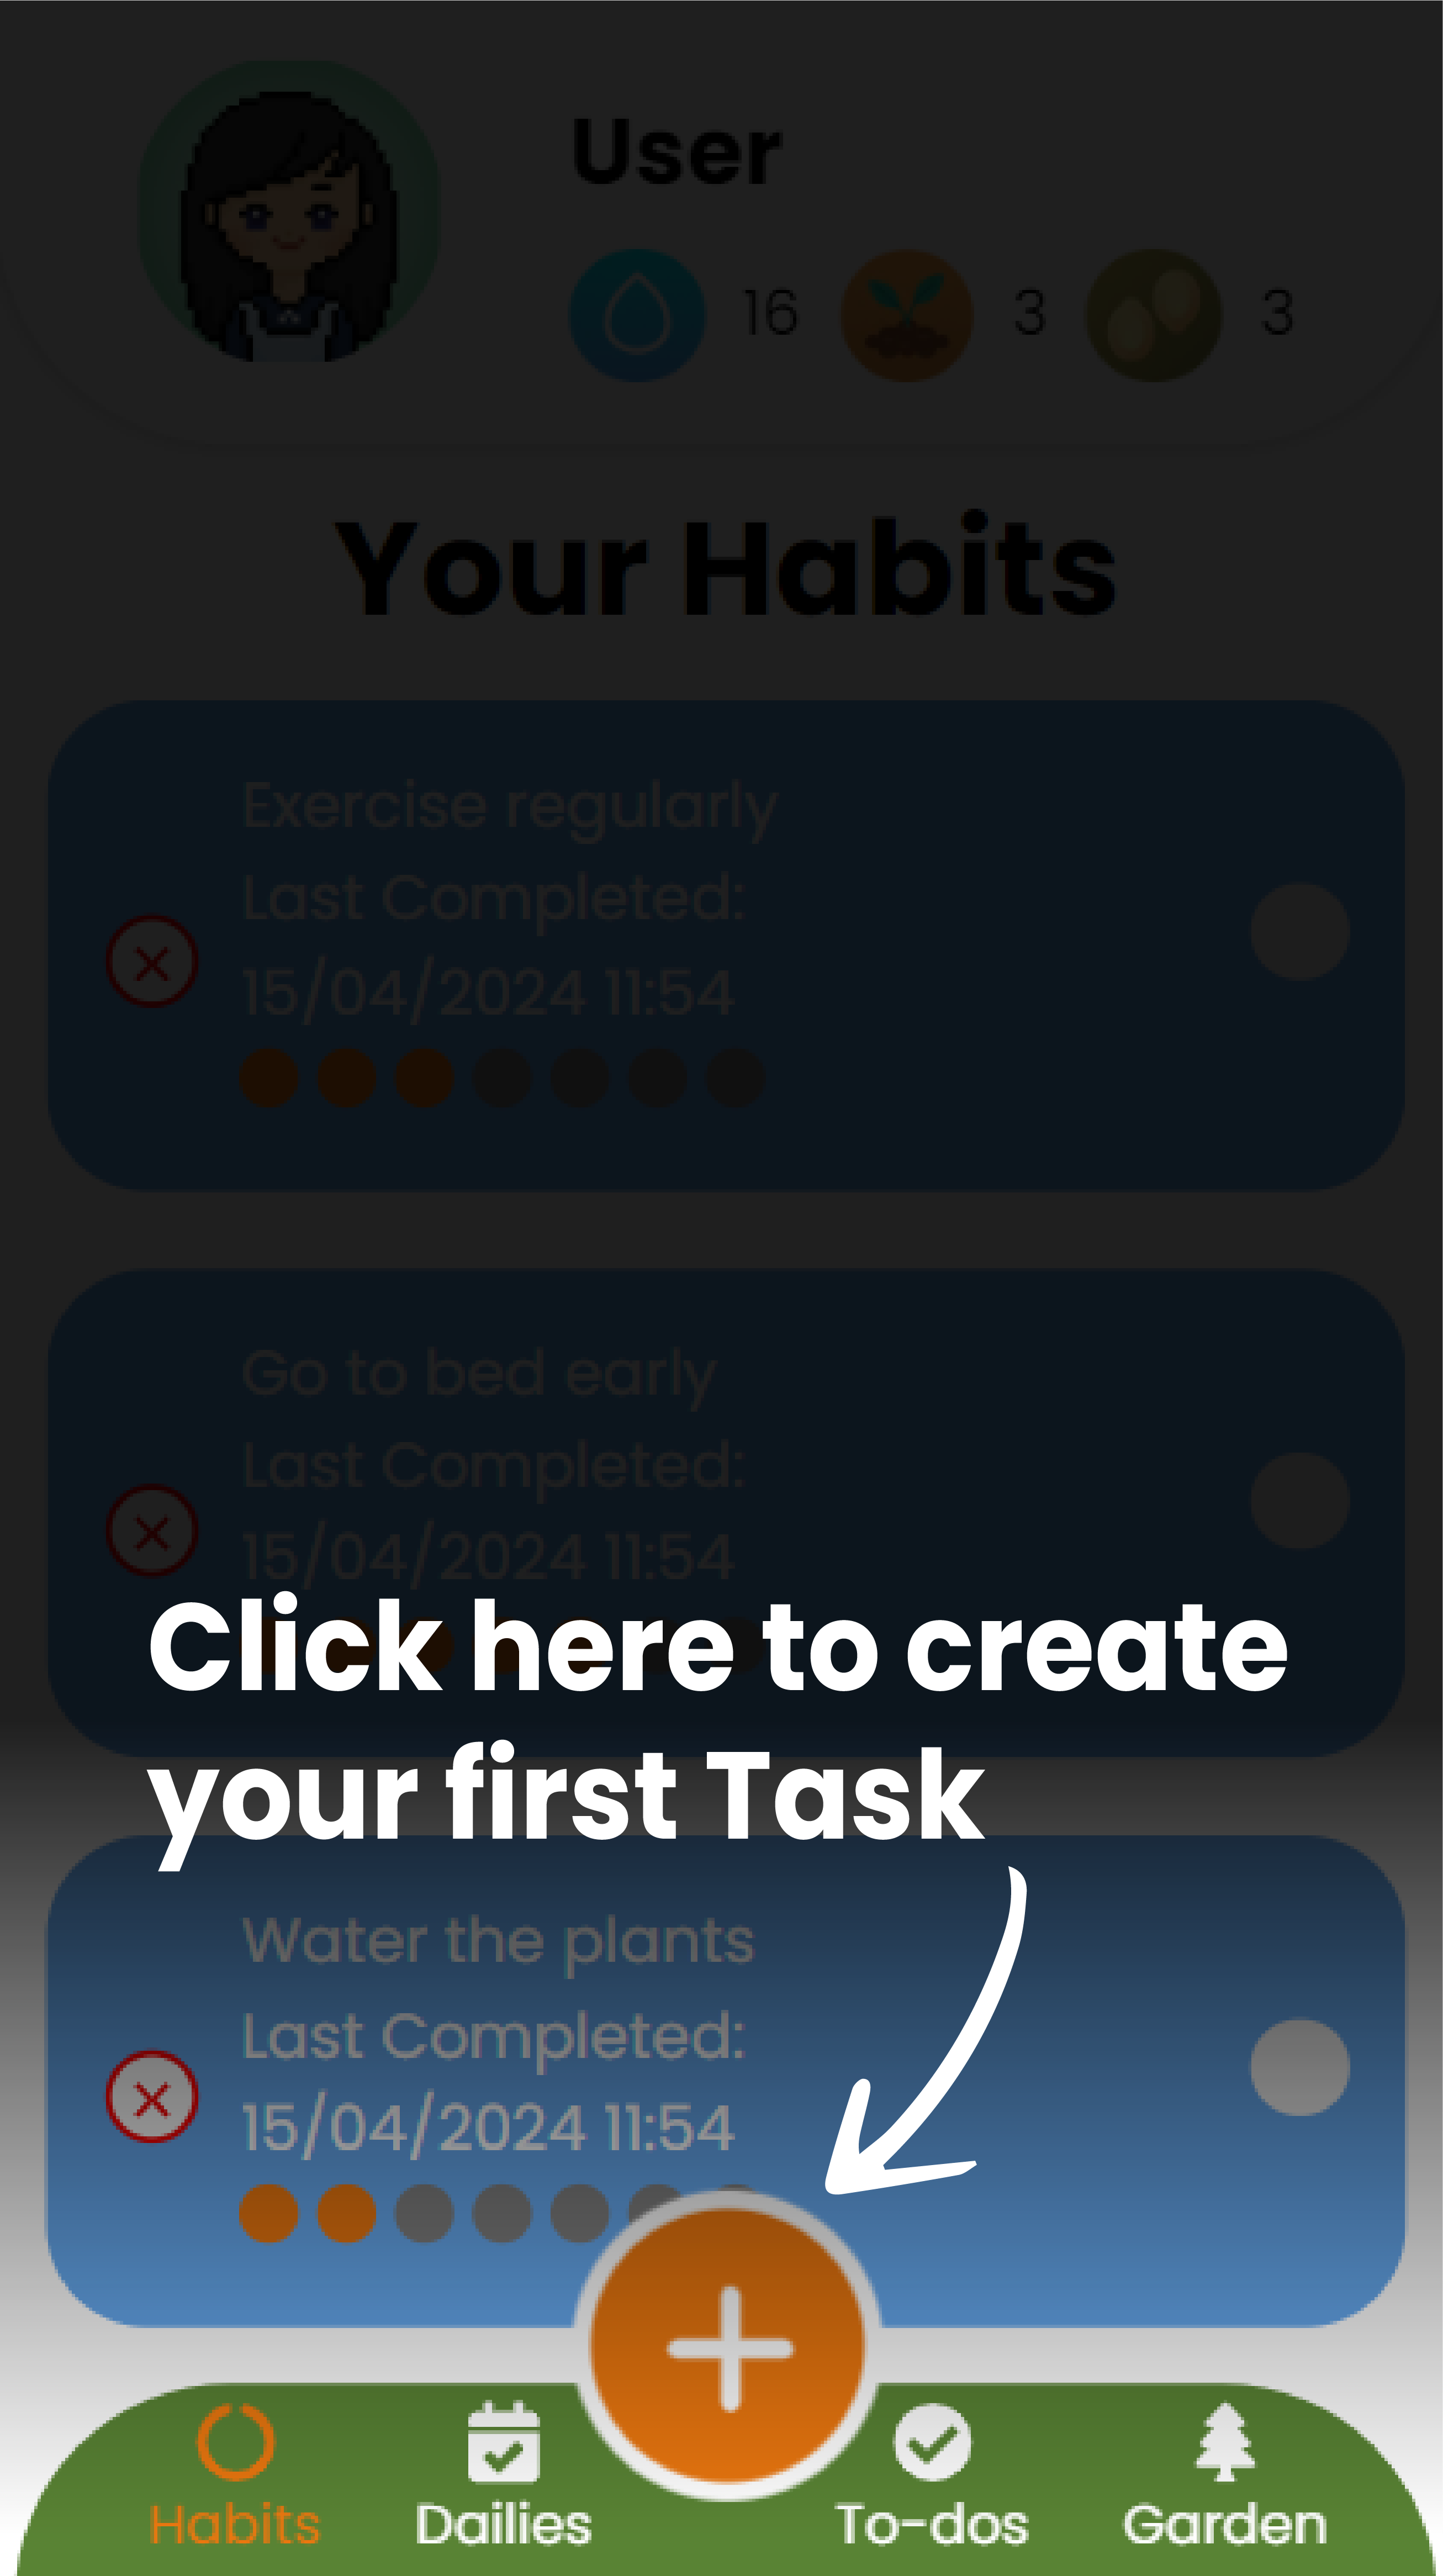 User
16 3 3
Your Habits
Exercise regularly
Last Completed:
15/04/2024 11:54
Go to bed early
Last Completed:
15/04/2024 11:54
Click here to create
your first Task
Water the plants
Last Completed:
15/04/2024 11:54
Habits Dailies To-dos Garden